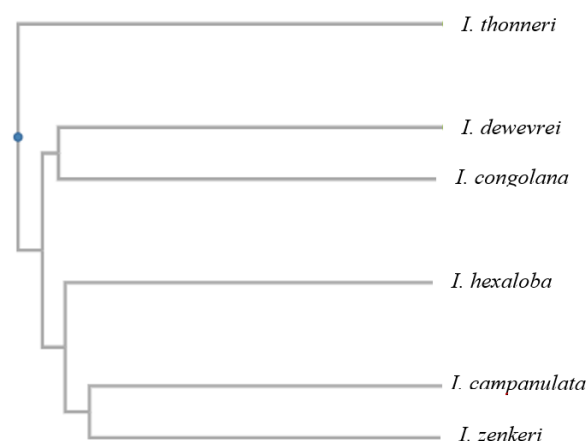 I. thonneri
I. dewevrei
I. congolana
I. hexaloba
I. campanulata
I. zenkeri